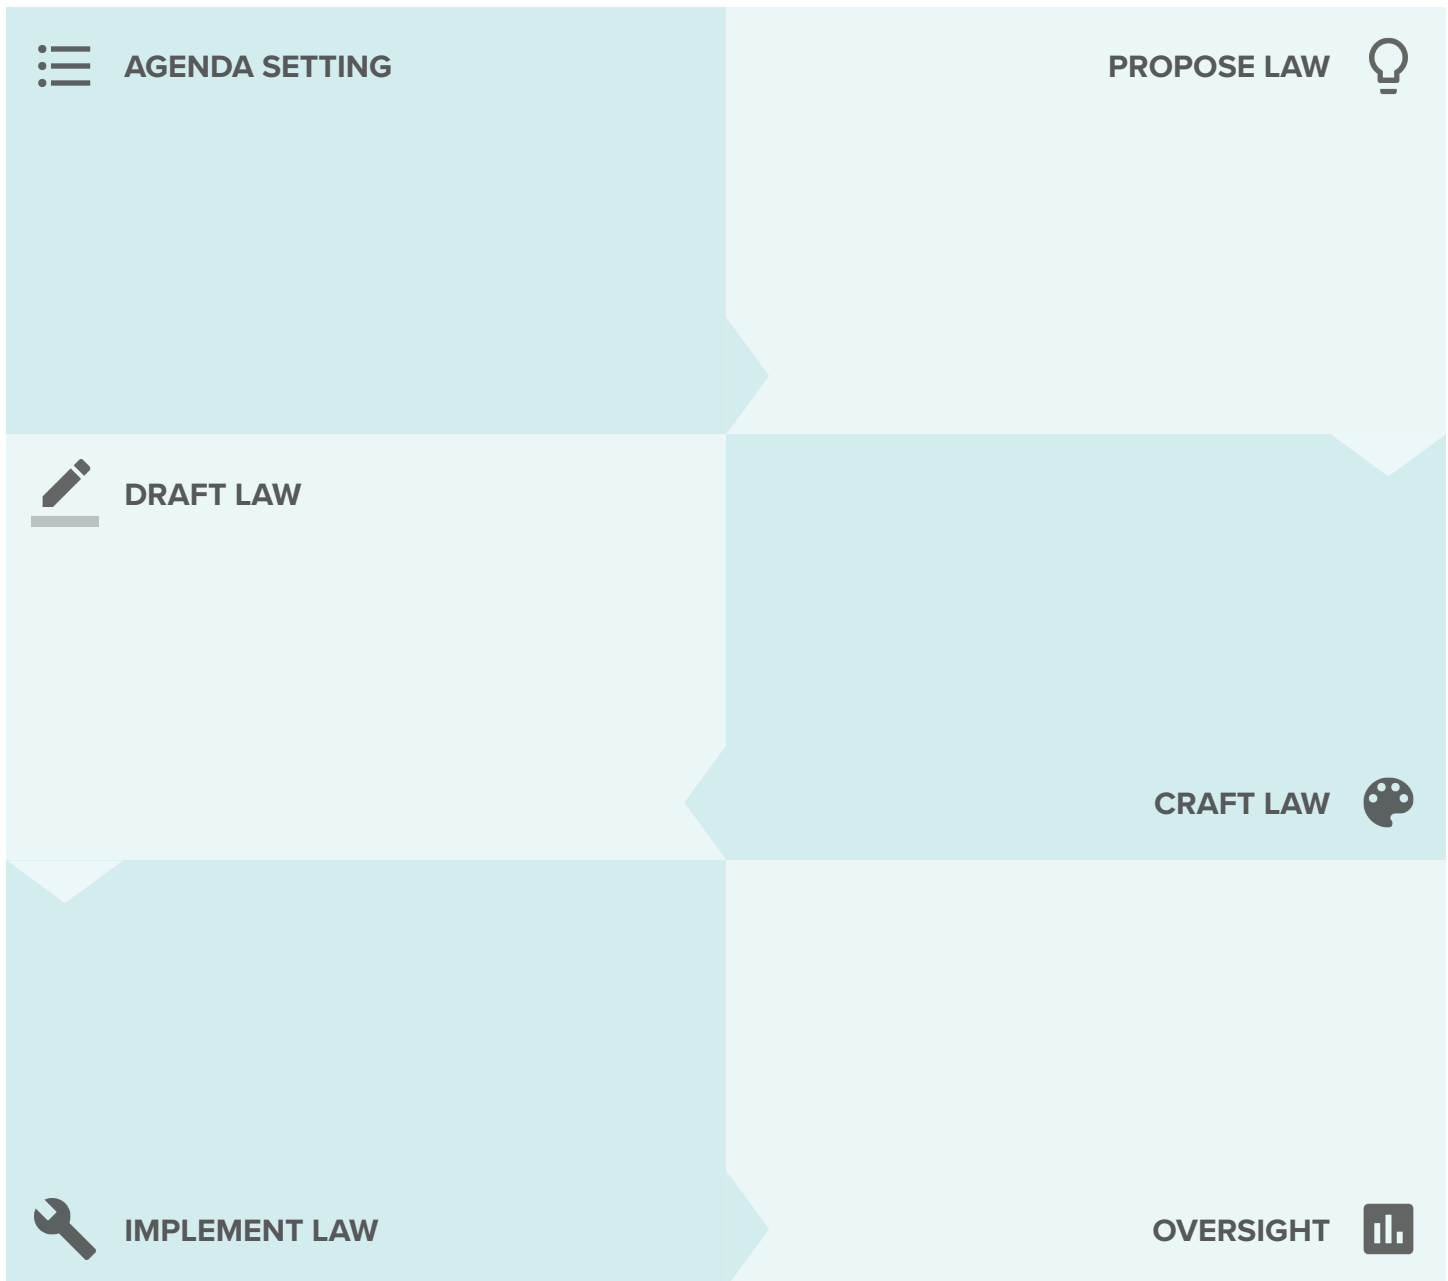 AGENDA SETTING
PROPOSE LAW
DRAFT LAW
CRAFT LAW
IMPLEMENT LAW
OVERSIGHT